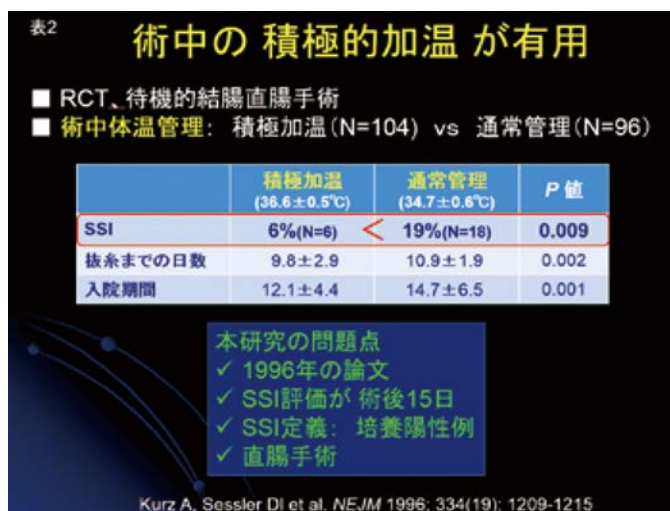 表2
術中の 積極的加温 が有用
■ RCT、待機的結腸直腸手術
■ 術中体温管理： 積極加温(N=104) vs 通常管理(N=96)
積極加温 通常管理 P 値
(36.6±0.5℃) (34.7±0.6℃)
SSI 6%(N=6) < 19%(N=18) 0.009
抜糸までの日数 9.8±2.9 10.9±1.9 0.002
入院期間 12.1±4.4 14.7±6.5 0.001
本研究の問題点
✓ 1996年の論文
✓ SSI評価が 術後15日
✓ SSI定義： 培養陽性例
✓ 直腸手術
Kurz A, Sessler DI et al. NEJM 1996; 334(19): 1209-1215